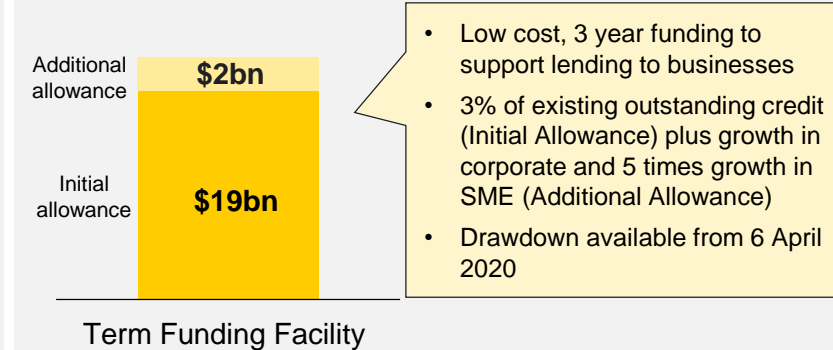 Additional
allowance
$2bn
Initial
allowance
$19bn
Term Funding Facility
• Low cost, 3 year funding to
support lending to businesses
• 3% of existing outstanding credit
(Initial Allowance) plus growth in
corporate and 5 times growth in
SME (Additional Allowance)
• Drawdown available from 6 April
2020